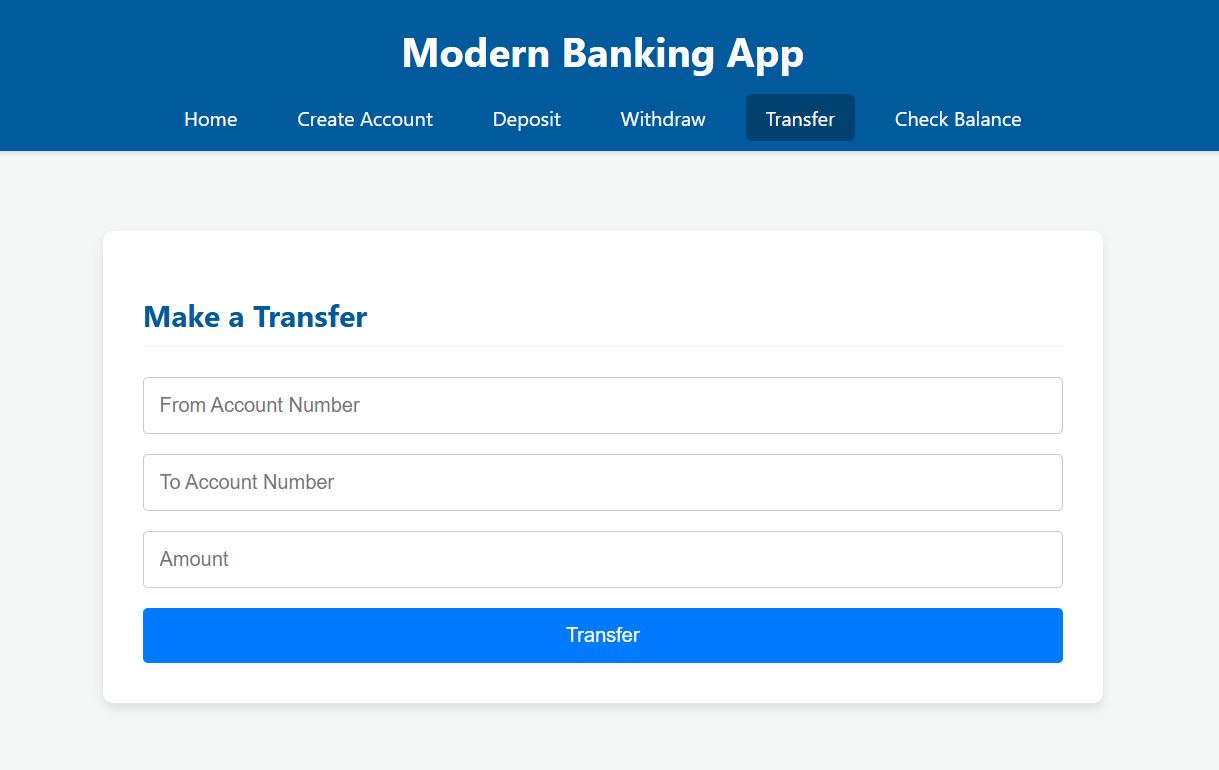 Modern Banking App
Home Create Account Deposit Withdraw Transfer Check Balance
Make a Transfer
From Account Number
To Account Number
Amount
Transfer